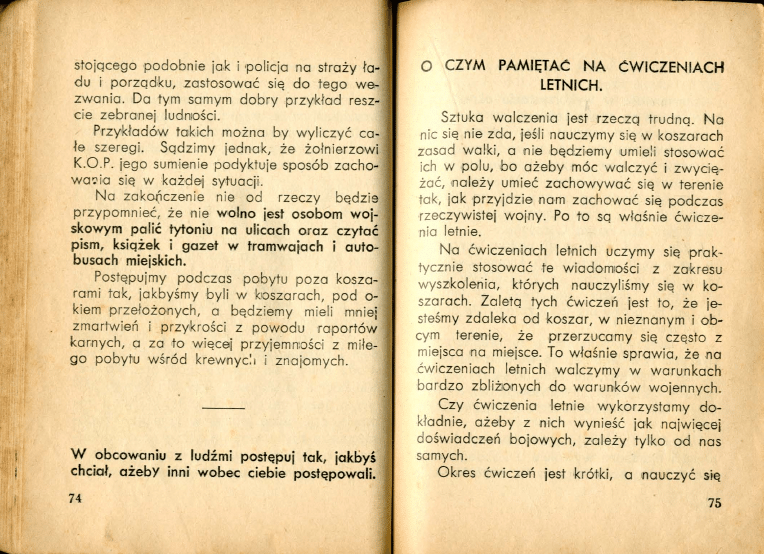 stojącego podobnie jak i policja na straży ła-
du i porządku, zastosować się do tego we-
zwania. Da tym samym dobry przykład resz-
cie zebranej ludności.
Przykładów takich można by wyliczyć ca-
łe szeregi. Sądzimy jednak, że żołnierzowi
K.O.P. jego sumienie podyktuje sposób zacho-
wania się w każdej sytuacji.
Na zakończenie nie od rzeczy będzie
przypomnieć, że nie wolno jest osobom woj-
skowym palić tytoniu na ulicach oraz czytać
pism, książek i gazet w tramwajach i auto-
busach miejskich.
Postępujmy podczas pobytu poza kosza-
rami tak, jakbyśmy byli w koszarach, pod o-
kiem przełożonych, a będziemy mieli mniej
zmartwień i przykrości z powodu raportów
karnych, a za to więcej przyjemności z miłe-
go pobytu wśród krewnych i znajomych.
W obcowaniu z ludźmi postępuj tak, jakbyś
chciał, ażeby inni wobec ciebie postępowali.
74
O CZYM PAMIĘTAĆ NA ĆWICZENIACH
LETNICH.
Sztuka walczenia jest rzeczą trudną. Na
nic się nie zda, jeśli nauczymy się w koszarach
zasad walki, a nie będziemy umieli stosować
ich w polu, bo ażeby móc walczyć i zwycię-
żać, należy umieć zachowywać się w terenie
tak, jak przyjdzie nam zachować się podczas
rzeczywistej wojny. Po to są właśnie ćwicze-
nia letnie.
Na ćwiczeniach letnich uczymy się prak-
tycznie stosować te wiadomości z zakresu
wyszkolenia, których nauczyliśmy się w ko-
szarach. Zaletą tych ćwiczeń jest to, że je-
steśmy zdaleka od koszar, w nieznanym i ob-
cym terenie, że przerzucamy się często z
miejsca na miejsce. To właśnie sprawia, że na
ćwiczeniach letnich walczymy w warunkach
bardzo zbliżonych do warunków wojennych.
Czy ćwiczenia letnie wykorzystamy do-
kładnie, ażeby z nich wynieść jak najwięcej
doświadczeń bojowych, zależy tylko od nas
samych.
Okres ćwiczeń jest krótki, a nauczyć się
75